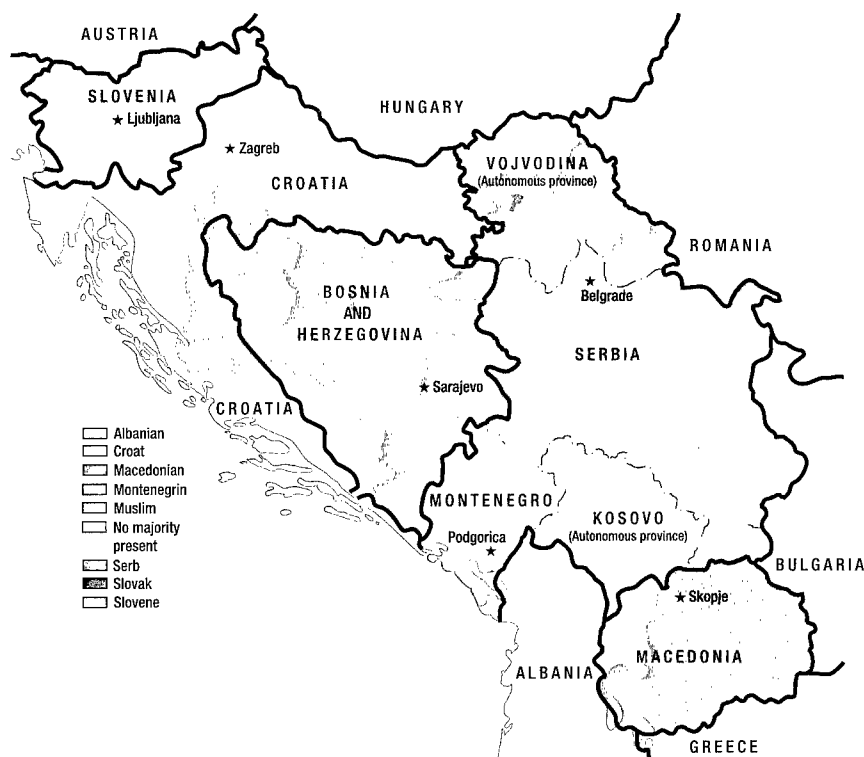 AUSTRIA
SLOVENIA
Ljubljana
HUNGARY
Zagreb
CROATIA
VOJVODINA
(Autonomous province)
ROMANIA
Belgrade
BOSNIA
AND
HERZEGOVINA
SERBIA
Sarajevo
CROATIA
Albanian
Croat
Macedonian
Montenegrin
Muslim
No majority
present
Serb
Slovak
Slovene
MONTENEGRO
Podgorica
KOSOVO
(Autonomous province)
BULGARIA
Skopje
MACEDONIA
ALBANIA
GREECE